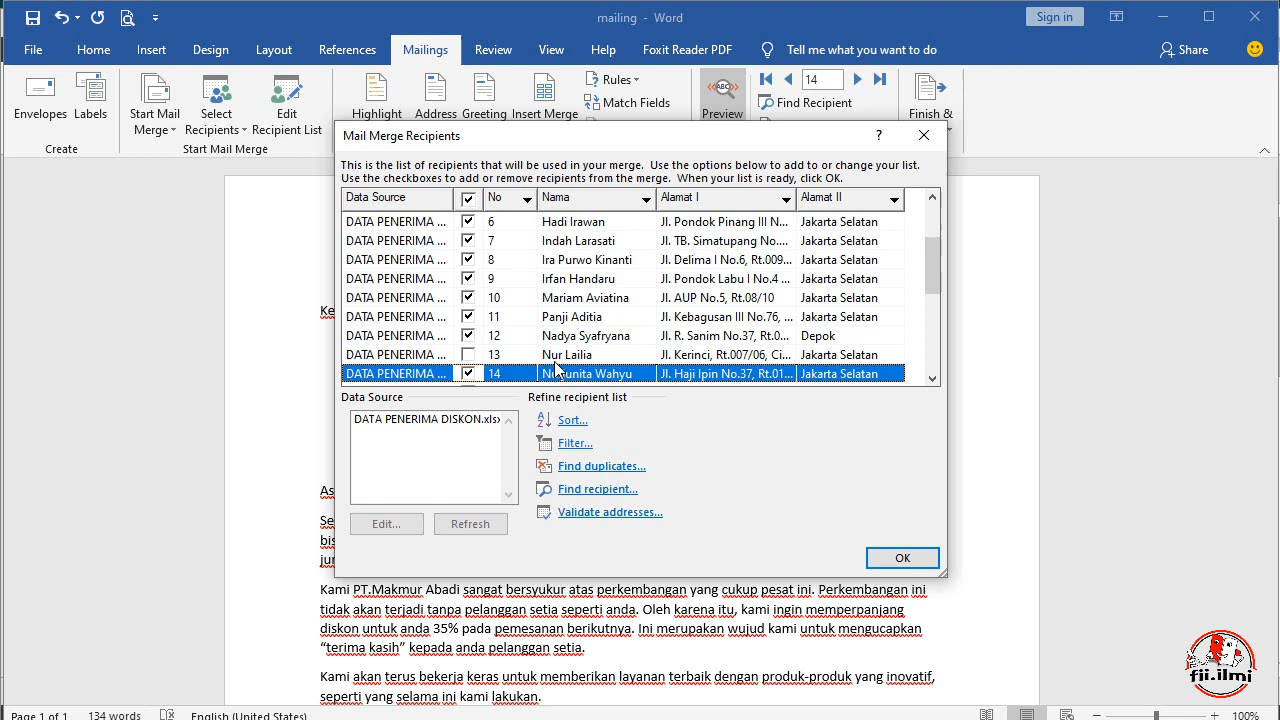 mailing - Word
Sign in
File Home Insert Design Layout References Mailings Review View Help Foxit Reader PDF Tell me what you want to do Share
Envelopes Labels
Create
Start Mail Merge
Select Recipients
Edit Recipient List
Start Mail Merge
Highlight
Address
Greeting
Insert Merge
Rules
Match Fields
ABC
Preview
14
Find Recipient
Finish &
Mail Merge Recipients
?
This is the list of recipients that will be used in your merge. Use the options below to add to or change your list.
Use the checkboxes to add or remove recipients from the merge. When your list is ready, click OK.
Data Source No Nama Alamat I Alamat II
DATA PENERIMA ... 6 Hadi Irawan Jl. Pondok Pinang III N... Jakarta Selatan
DATA PENERIMA ... 7 Indah Larasati Jl. TB. Simatupang No.... Jakarta Selatan
DATA PENERIMA ... 8 Ira Purwo Kinanti Jl. Delima I No.6, Rt.009... Jakarta Selatan
DATA PENERIMA ... 9 Irfan Handaru Jl. Pondok Labu I No.4 ... Jakarta Selatan
DATA PENERIMA ... 10 Mariam Aviatina Jl. AUP No.5, Rt.08/10 Jakarta Selatan
DATA PENERIMA ... 11 Panji Aditia Jl. Kebagusan III No.76, ... Jakarta Selatan
DATA PENERIMA ... 12 Nadya Syafryana Jl. R. Sanim No.37, Rt.0... Depok
DATA PENERIMA ... 13 Nur Lailia Jl. Kerinci, Rt.007/06, Ci... Jakarta Selatan
DATA PENERIMA ... 14 Wahyu Jl. Haji Ipin No.37, Rt.01... Jakarta Selatan
Data Source
DATA PENERIMA DISKON.xlsx
Edit... Refresh
Refine recipient list
Sort...
Filter...
Find duplicates...
Find recipient...
Validate addresses...
OK
Ke
As
Se
bis
jun
Kami PT.Makmur Abadi sangat bersyukur atas perkembangan yang cukup pesat ini. Perkembangan ini
tidak akan terjadi tanpa pelanggan setia seperti anda. Oleh karena itu, kami ingin memperpanjang
diskon untuk anda 35% pada pemesanan berikutnya. Ini merupakan wujud kami untuk mengucapkan
“terima kasih” kepada anda pelanggan setia.
Kami akan terus bekerja keras untuk memberikan layanan terbaik dengan produk-produk yang inovatif,
seperti yang selama ini kami lakukan.
fii.ilmi
Page 1 of 1 134 words English (United States) 100%